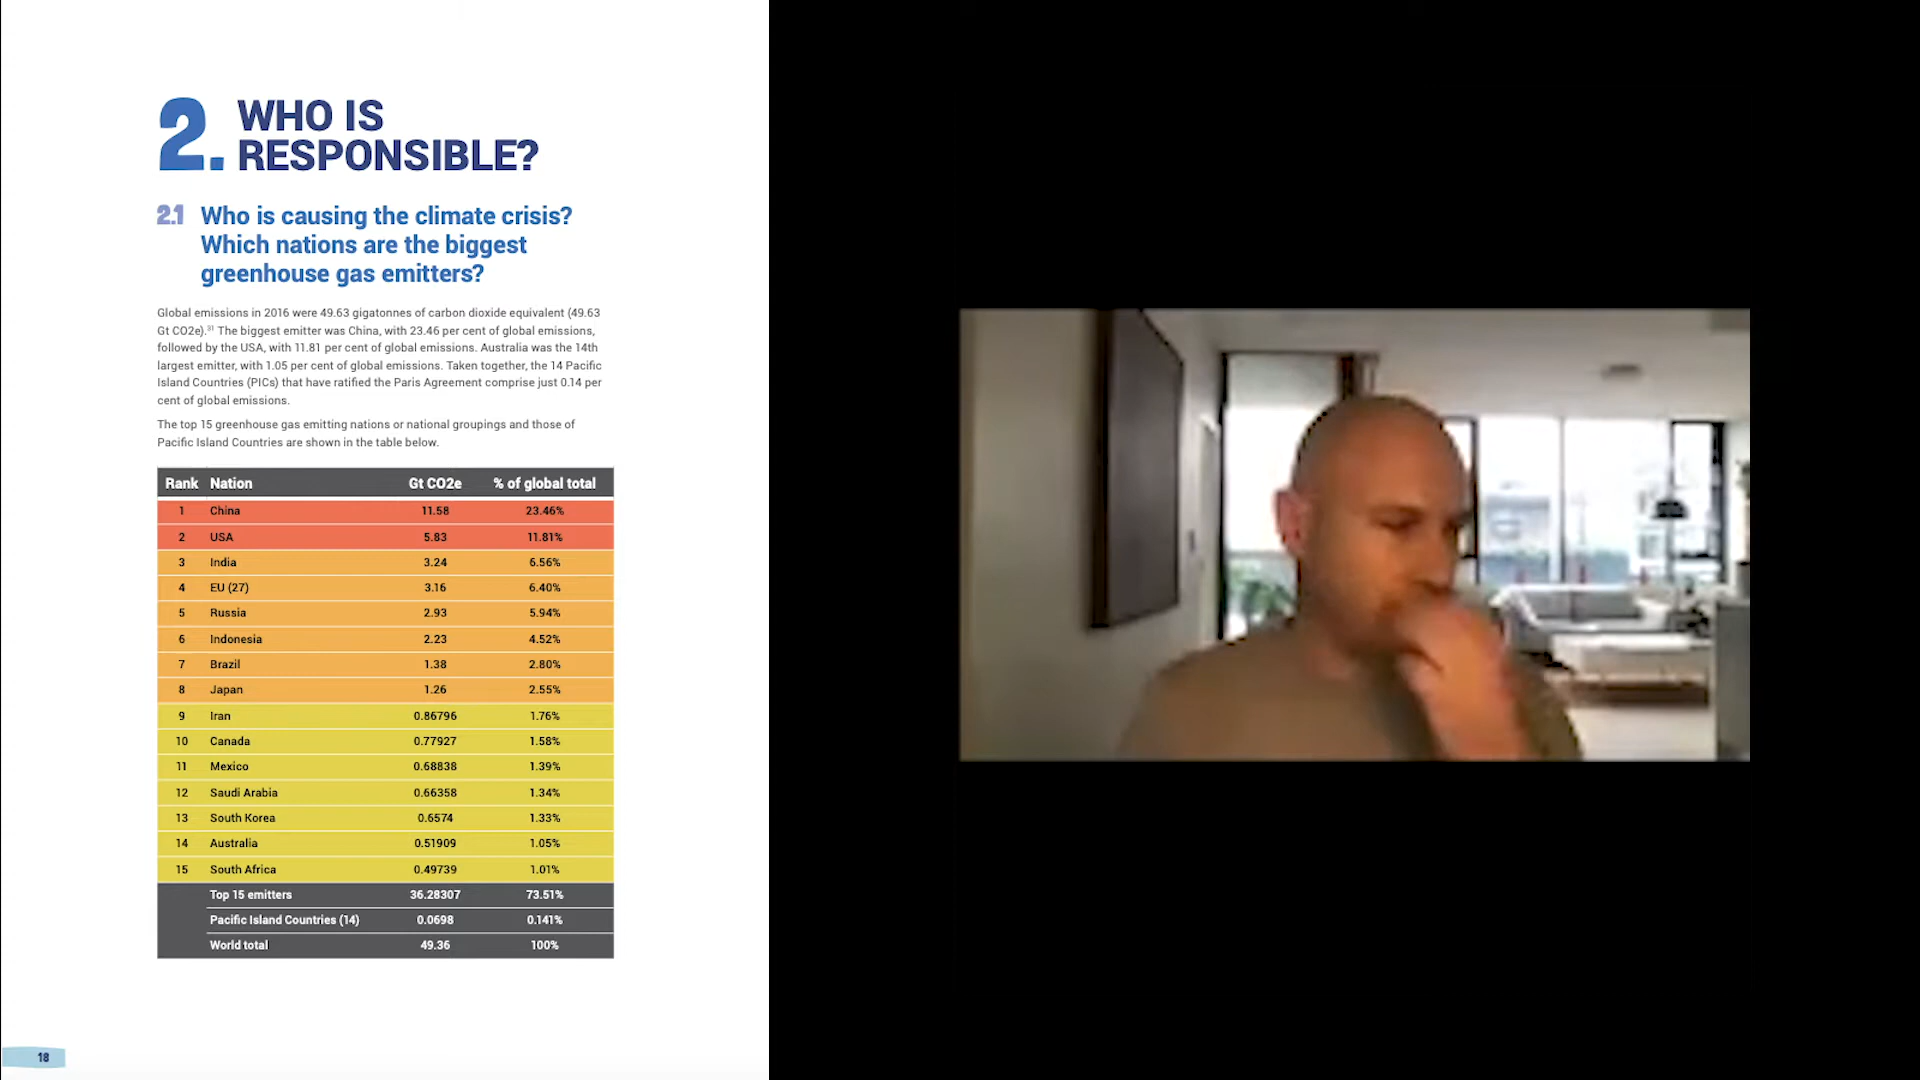 2. WHO IS
RESPONSIBLE?
2.1 Who is causing the climate crisis?
Which nations are the biggest
greenhouse gas emitters?
Global emissions in 2016 were 49.63 gigatonnes of carbon dioxide equivalent (49.63
Gt CO2e).³¹ The biggest emitter was China, with 23.46 per cent of global emissions,
followed by the USA, with 11.81 per cent of global emissions. Australia was the 14th
largest emitter, with 1.05 per cent of global emissions. Taken together, the 14 Pacific
Island Countries (PICs) that have ratified the Paris Agreement comprise just 0.14 per
cent of global emissions.
The top 15 greenhouse gas emitting nations or national groupings and those of
Pacific Island Countries are shown in the table below.
Rank Nation Gt CO2e % of global total
1 China 11.58 23.46%
2 USA 5.83 11.81%
3 India 3.24 6.56%
4 EU (27) 3.16 6.40%
5 Russia 2.93 5.94%
6 Indonesia 2.23 4.52%
7 Brazil 1.38 2.80%
8 Japan 1.26 2.55%
9 Iran 0.86796 1.76%
10 Canada 0.77927 1.58%
11 Mexico 0.68838 1.39%
12 Saudi Arabia 0.66358 1.34%
13 South Korea 0.6574 1.33%
14 Australia 0.51909 1.05%
15 South Africa 0.49739 1.01%
Top 15 emitters 36.28307 73.51%
Pacific Island Countries (14) 0.0698 0.141%
World total 49.36 100%
18